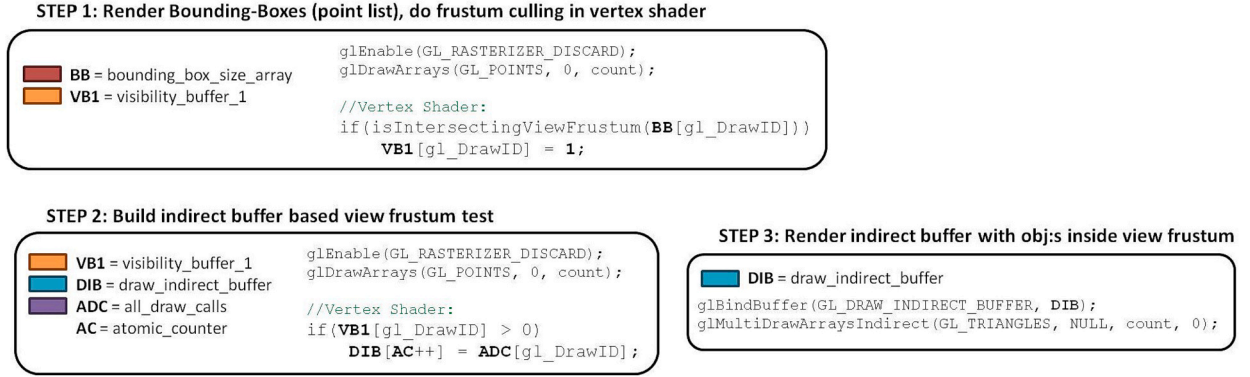 STEP 1: Render Bounding-Boxes (point list), do frustum culling in vertex shader
BB = bounding_box_size_array
VB1 = visibility_buffer_1
glEnable(GL_RASTERIZER_DISCARD);
glDrawArrays(GL_POINTS, 0, count);
//Vertex Shader:
if(isIntersectingViewFrustum(BB[gl_DrawID]))
VB1[gl_DrawID] = 1;
STEP 2: Build indirect buffer based view frustum test
VB1 = visibility_buffer_1
DIB = draw_indirect_buffer
ADC = all_draw_calls
AC = atomic_counter
glEnable(GL_RASTERIZER_DISCARD);
glDrawArrays(GL_POINTS, 0, count);
//Vertex Shader:
if(VB1[gl_DrawID] > 0)
DIB[AC++] = ADC[gl_DrawID];
STEP 3: Render indirect buffer with obj:s inside view frustum
DIB = draw_indirect_buffer
glBindBuffer(GL_DRAW_INDIRECT_BUFFER, DIB);
glMultiDrawArraysIndirect(GL_TRIANGLES, NULL, count, 0);